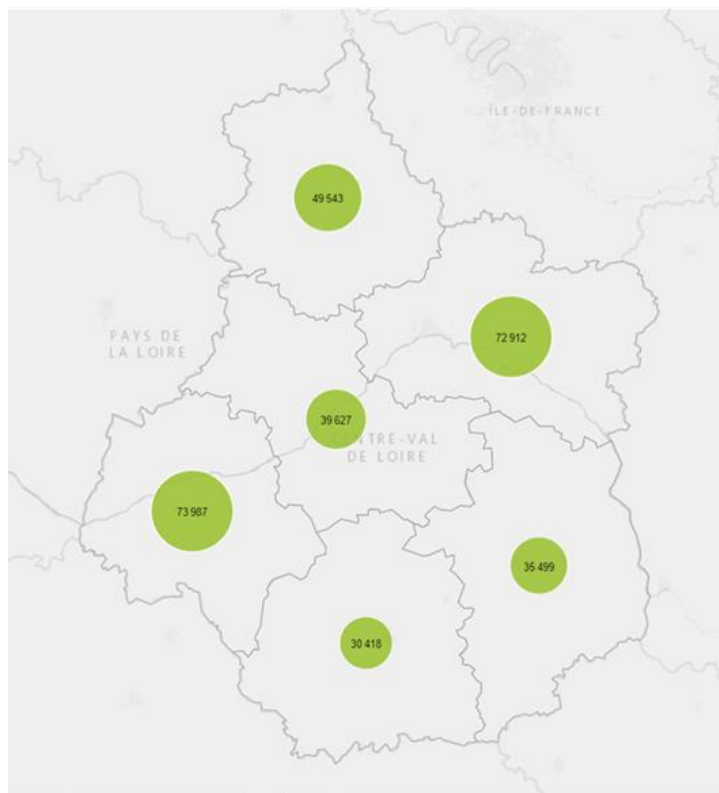 ÎLE-DE-FRANCE
49 543
PAYS DE
LA LOIRE
72 912
39 627
CENTRE-VAL
DE LOIRE
73 987
35 499
30 418